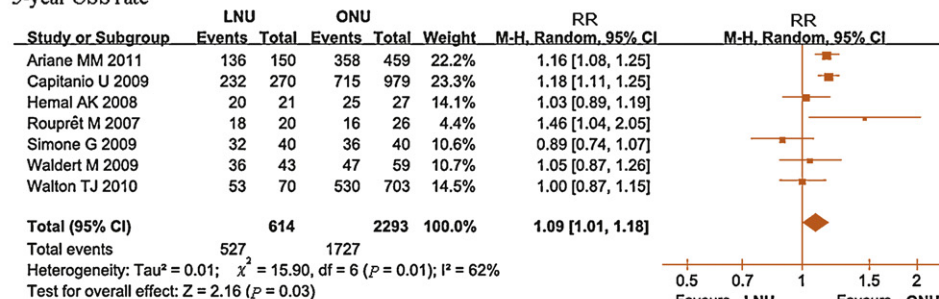 5-year CSS rate
LNU ONU RR RR
Study or Subgroup Events Total Events Total Weight M-H, Random, 95% CI M-H, Random, 95% CI
Ariane MM 2011 136 150 358 459 22.2% 1.16 [1.08, 1.25]
Capitanio U 2009 232 270 715 979 23.3% 1.18 [1.11, 1.25]
Hemal AK 2008 20 21 25 27 14.1% 1.03 [0.89, 1.19]
Rouprêt M 2007 18 20 16 26 4.4% 1.46 [1.04, 2.05]
Simone G 2009 32 40 36 40 10.6% 0.89 [0.74, 1.07]
Waldert M 2009 36 43 47 59 10.7% 1.05 [0.87, 1.26]
Walton TJ 2010 53 70 530 703 14.5% 1.00 [0.87, 1.15]
Total (95% CI) 614 2293 100.0% 1.09 [1.01, 1.18]
Total events 527 1727
Heterogeneity: Tau² = 0.01; χ² = 15.90, df = 6 (P = 0.01); I² = 62%
0.5 0.7 1 1.5 2
Test for overall effect: Z = 2.16 (P = 0.03)
Favours LNU Favours ONU